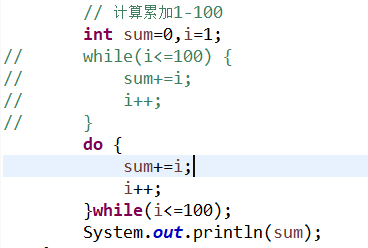 // 计算累加1-100
int sum=0,i=1;
// while(i<=100) {
// sum+=i;
// i++;
// }
do {
sum+=i;
i++;
}while(i<=100);
System.out.println(sum);